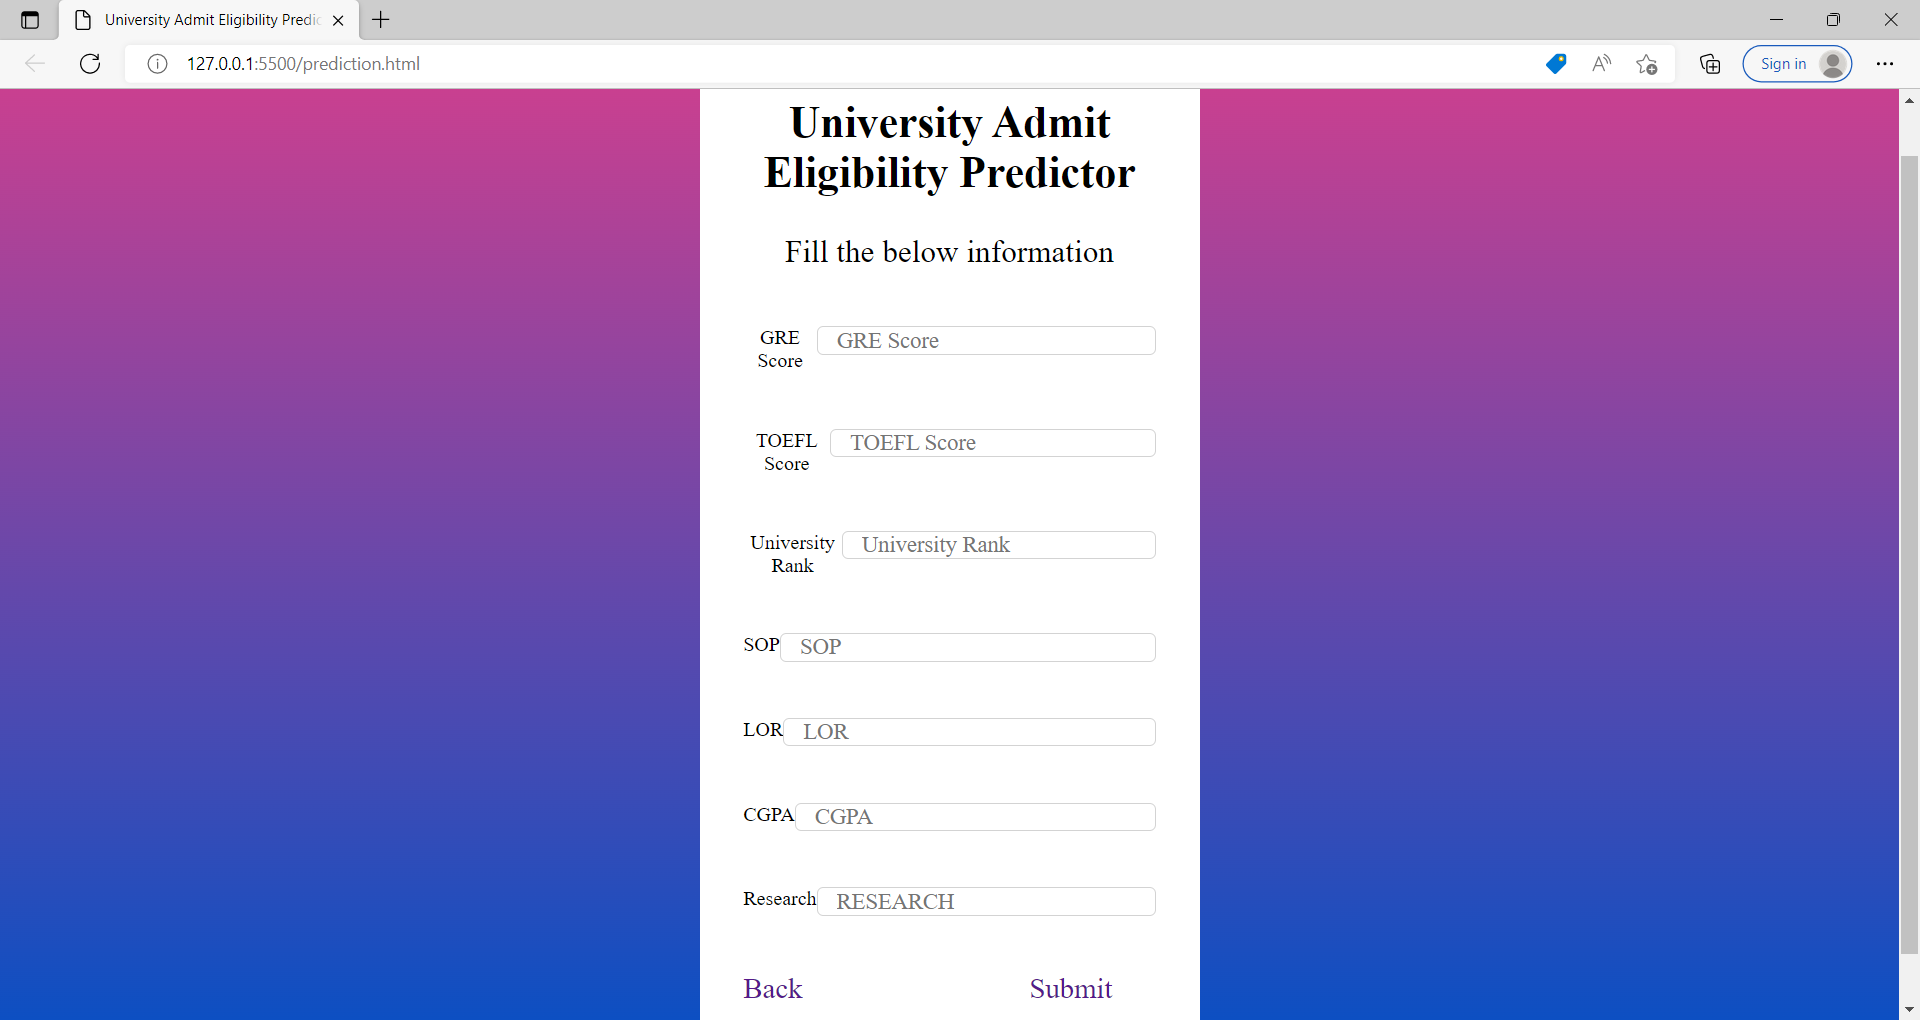 University Admit Eligibility Predic
127.0.0.1:5500/prediction.html
Sign in
University Admit
Eligibility Predictor
Fill the below information
GRE
Score
GRE Score
TOEFL
Score
TOEFL Score
University
Rank
University Rank
SOP
SOP
LOR
LOR
CGPA
CGPA
Research
RESEARCH
Back
Submit